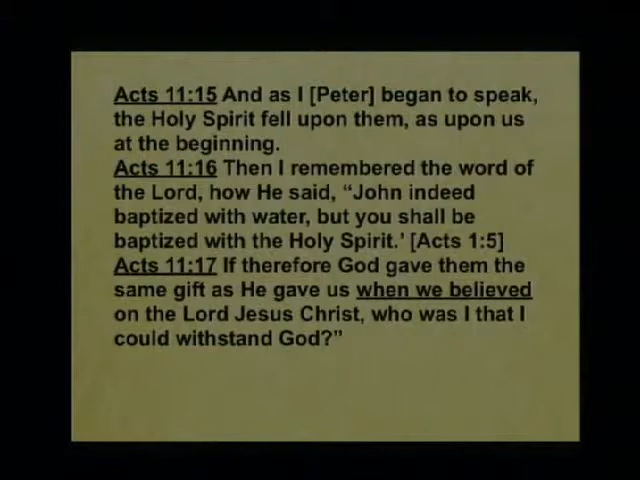 Acts 11:15 And as I [Peter] began to speak,
the Holy Spirit fell upon them, as upon us
at the beginning.
Acts 11:16 Then I remembered the word of
the Lord, how He said, “John indeed
baptized with water, but you shall be
baptized with the Holy Spirit.’ [Acts 1:5]
Acts 11:17 If therefore God gave them the
same gift as He gave us when we believed
on the Lord Jesus Christ, who was I that I
could withstand God?”